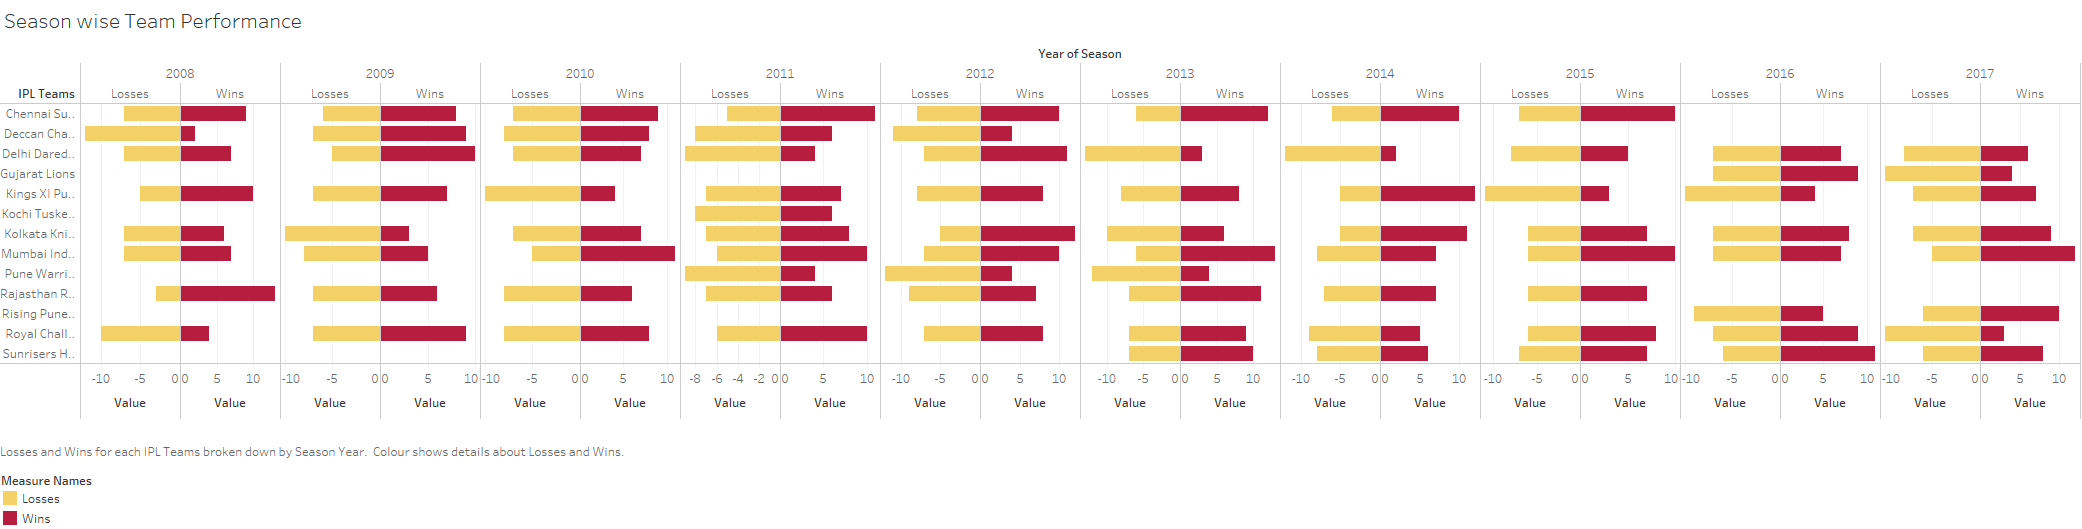 Season wise Team Performance
Year of Season
2008 2009 2010 2011 2012 2013 2014 2015 2016 2017
IPL Teams Losses Wins Losses Wins Losses Wins Losses Wins Losses Wins Losses Wins Losses Wins Losses Wins Losses Wins Losses Wins
Chennai Su..
Deccan Cha..
Delhi Dared..
Gujarat Lions
Kings XI Pu..
Kochi Tuske..
Kolkata Kni..
Mumbai Ind..
Pune Warri..
Rajasthan R..
Rising Pune..
Royal Chall..
Sunrisers H..
-10 -5 0 0 5 10 -10 -5 0 0 5 10 -10 -5 0 0 5 10 -8 -6 -4 -2 0 0 5 10 -10 -5 0 0 5 10 -10 -5 0 0 5 10 -10 -5 0 0 5 10 -10 -5 0 0 5 10 -10 -5 0 0 5 10 -10 -5 0 0 5 10
Value Value Value Value Value Value Value Value Value Value Value Value Value Value Value Value Value Value Value Value
Losses and Wins for each IPL Teams broken down by Season Year. Colour shows details about Losses and Wins.
Measure Names
Losses
Wins